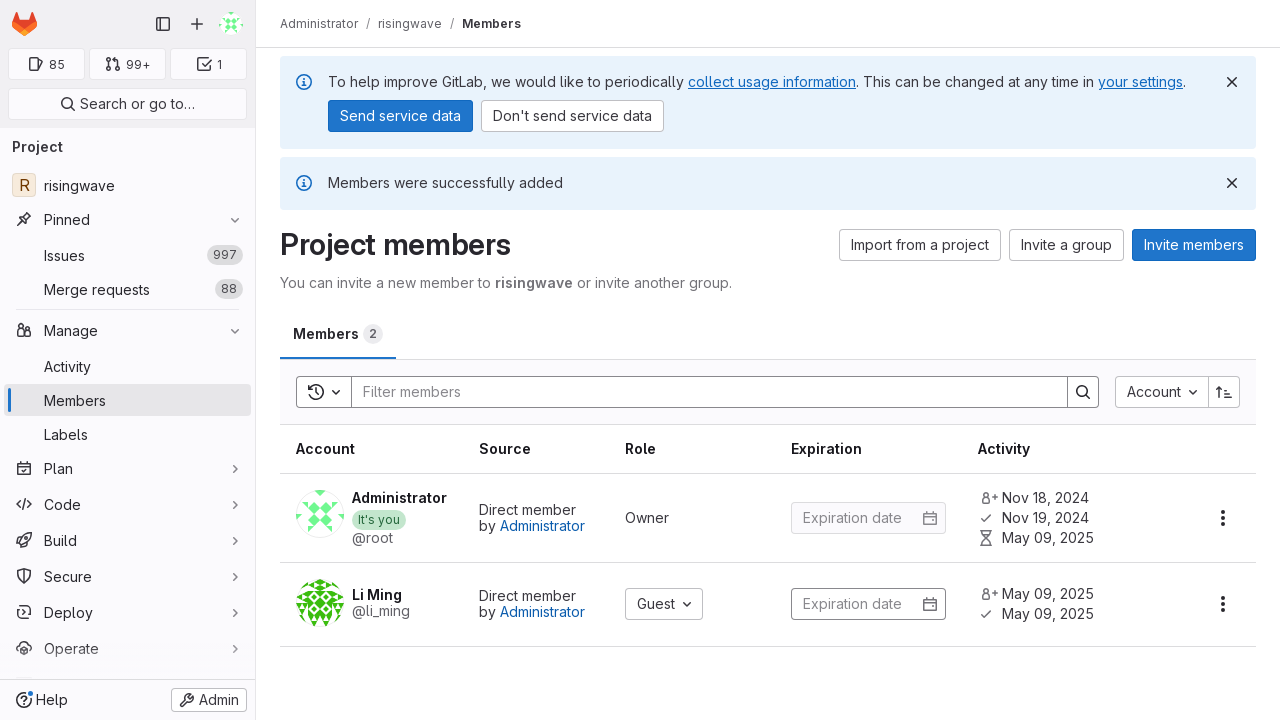 Administrator / risingwave / Members
85
99+
1
Search or go to…
Project
R risingwave
Pinned
Issues 997
Merge requests 88
Manage
Activity
Members
Labels
Plan
Code
Build
Secure
Deploy
Operate
Help
Admin
To help improve GitLab, we would like to periodically collect usage information. This can be changed at any time in your settings.
Send service data
Don't send service data
Members were successfully added
Project members
Import from a project
Invite a group
Invite members
You can invite a new member to risingwave or invite another group.
Members 2
Filter members
Account
Account Source Role Expiration Activity
Administrator
It's you
@root
Direct member
by Administrator
Owner
Expiration date
Nov 18, 2024
Nov 19, 2024
May 09, 2025
Li Ming
@li_ming
Direct member
by Administrator
Guest
Expiration date
May 09, 2025
May 09, 2025